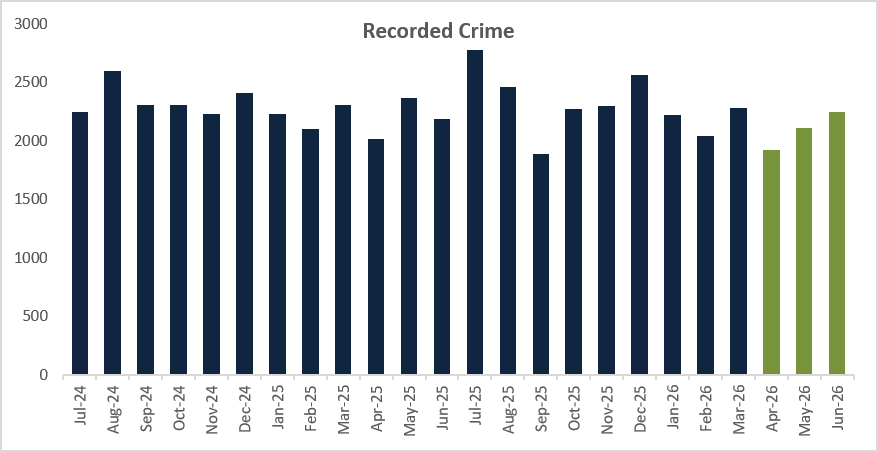 Recorded Crime
3000
2500
2000
1500
1000
500
0
Jul-24
Aug-24
Sep-24
Oct-24
Nov-24
Dec-24
Jan-25
Feb-25
Mar-25
Apr-25
May-25
Jun-25
Jul-25
Aug-25
Sep-25
Oct-25
Nov-25
Dec-25
Jan-26
Feb-26
Mar-26
Apr-26
May-26
Jun-26